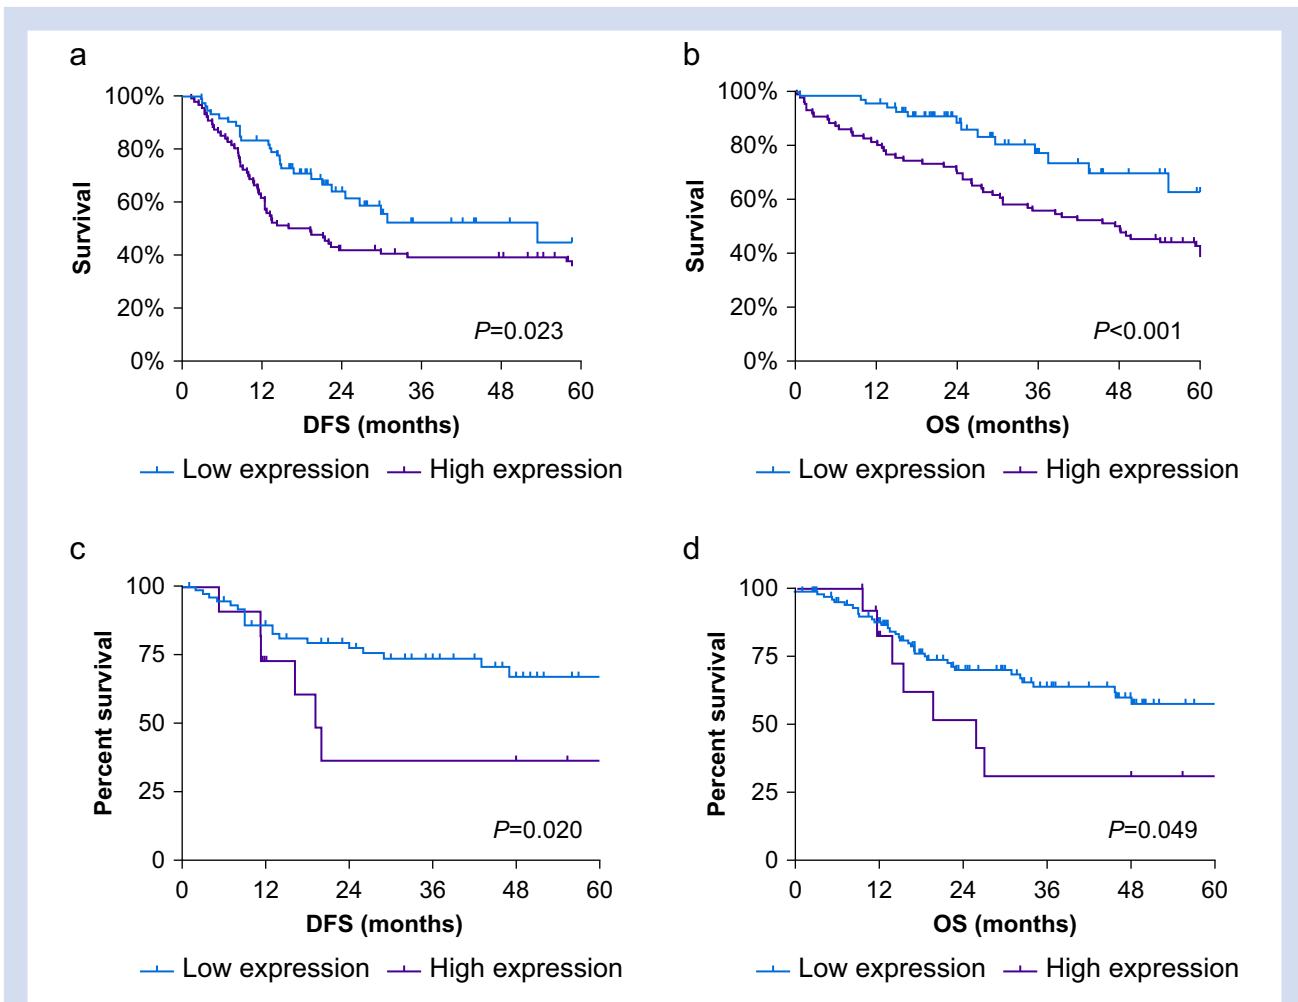 a
100%
80%
60%
40%
20%
0%
Survival
P=0.023
0 12 24 36 48 60
DFS (months)
Low expression High expression
b
100%
80%
60%
40%
20%
0%
Survival
P<0.001
0 12 24 36 48 60
OS (months)
Low expression High expression
c
100
75
50
25
0
Percent survival
P=0.020
0 12 24 36 48 60
DFS (months)
Low expression High expression
d
100
75
50
25
0
Percent survival
P=0.049
0 12 24 36 48 60
OS (months)
Low expression High expression